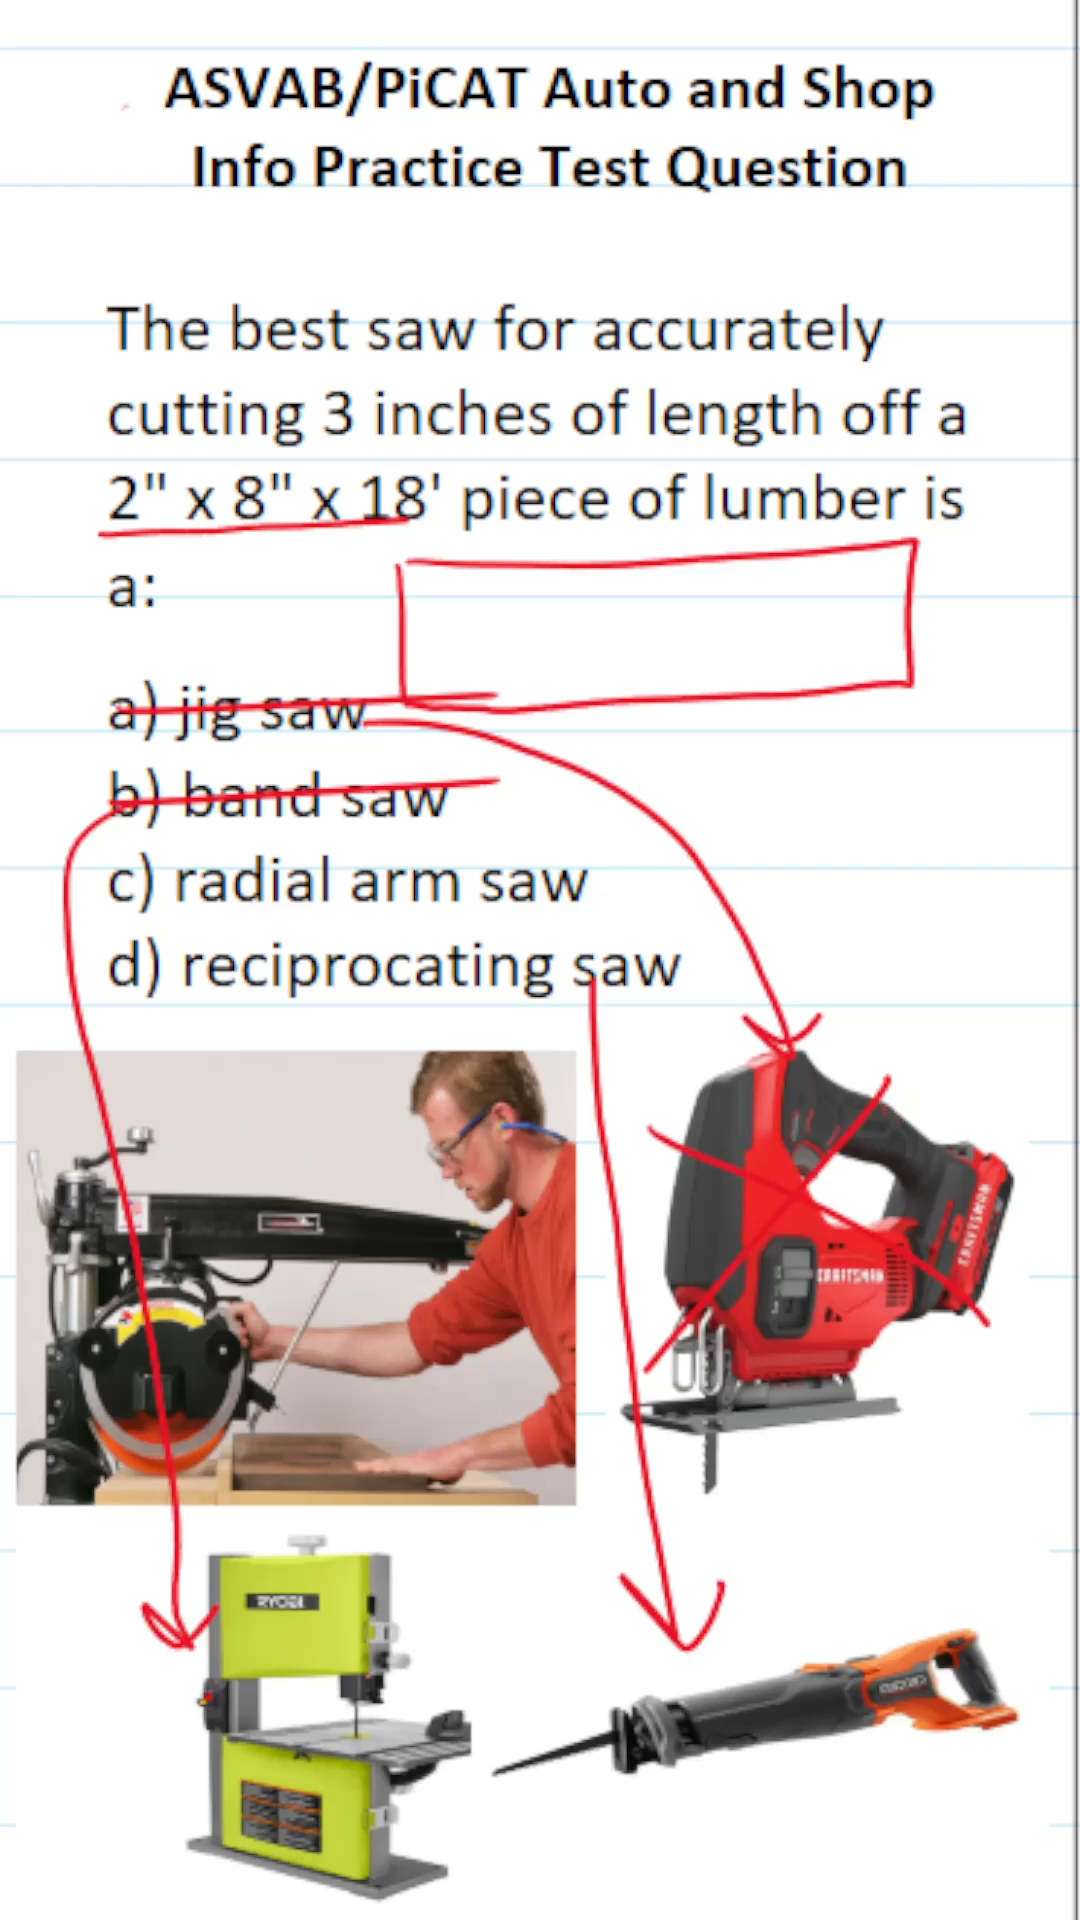 ASVAB/PiCAT Auto and Shop
Info Practice Test Question
The best saw for accurately
cutting 3 inches of length off a
2" x 8" x 18' piece of lumber is
a:
a) jig saw
b) band saw
c) radial arm saw
d) reciprocating saw
CRAFTSMAN
CRAFTSMAN
RYOBI
RIDGID